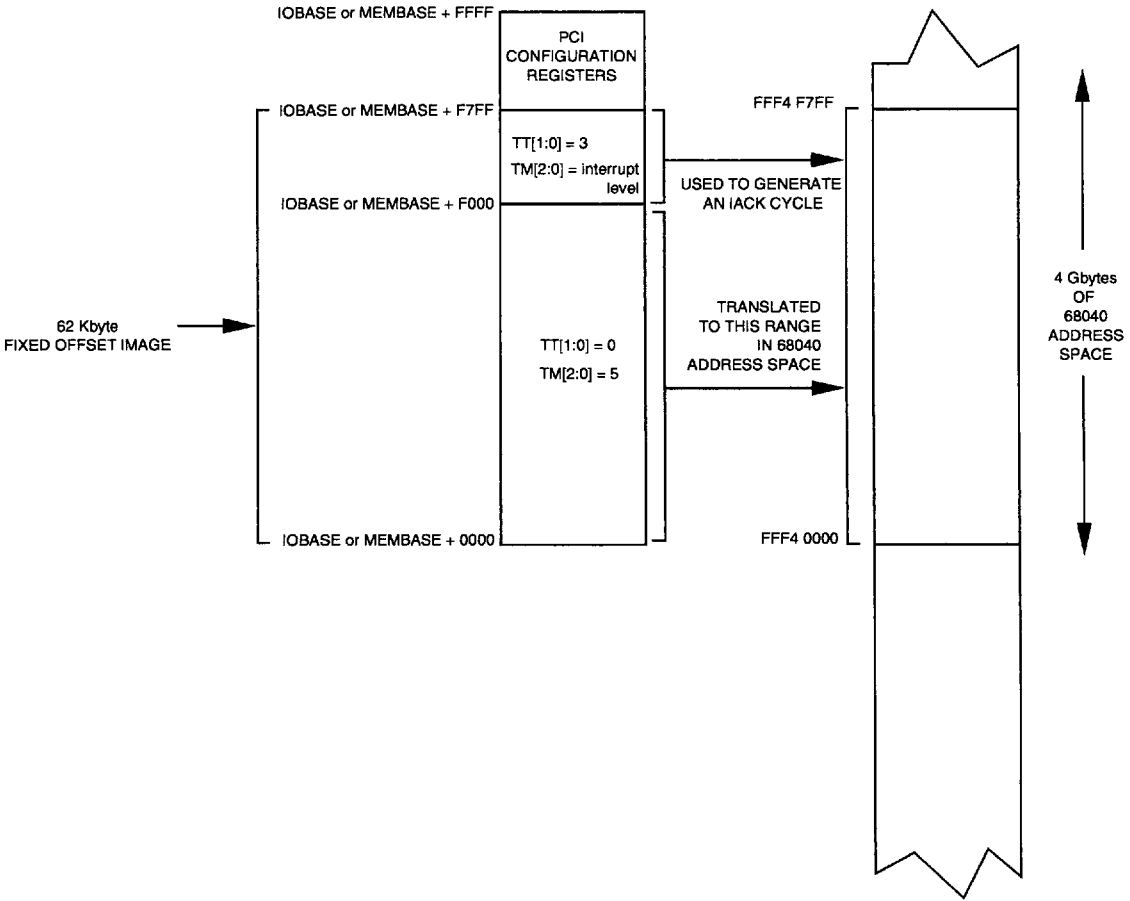 IOBASE or MEMBASE + FFFF
PCI
CONFIGURATION
REGISTERS
IOBASE or MEMBASE + F7FF
FFF4 F7FF
TT[1:0] = 3
TM[2:0] = interrupt
level
USED TO GENERATE
AN IACK CYCLE
IOBASE or MEMBASE + F000
62 Kbyte
FIXED OFFSET IMAGE
TT[1:0] = 0
TM[2:0] = 5
TRANSLATED
TO THIS RANGE
IN 68040
ADDRESS SPACE
4 Gbytes
OF
68040
ADDRESS
SPACE
IOBASE or MEMBASE + 0000
FFF4 0000